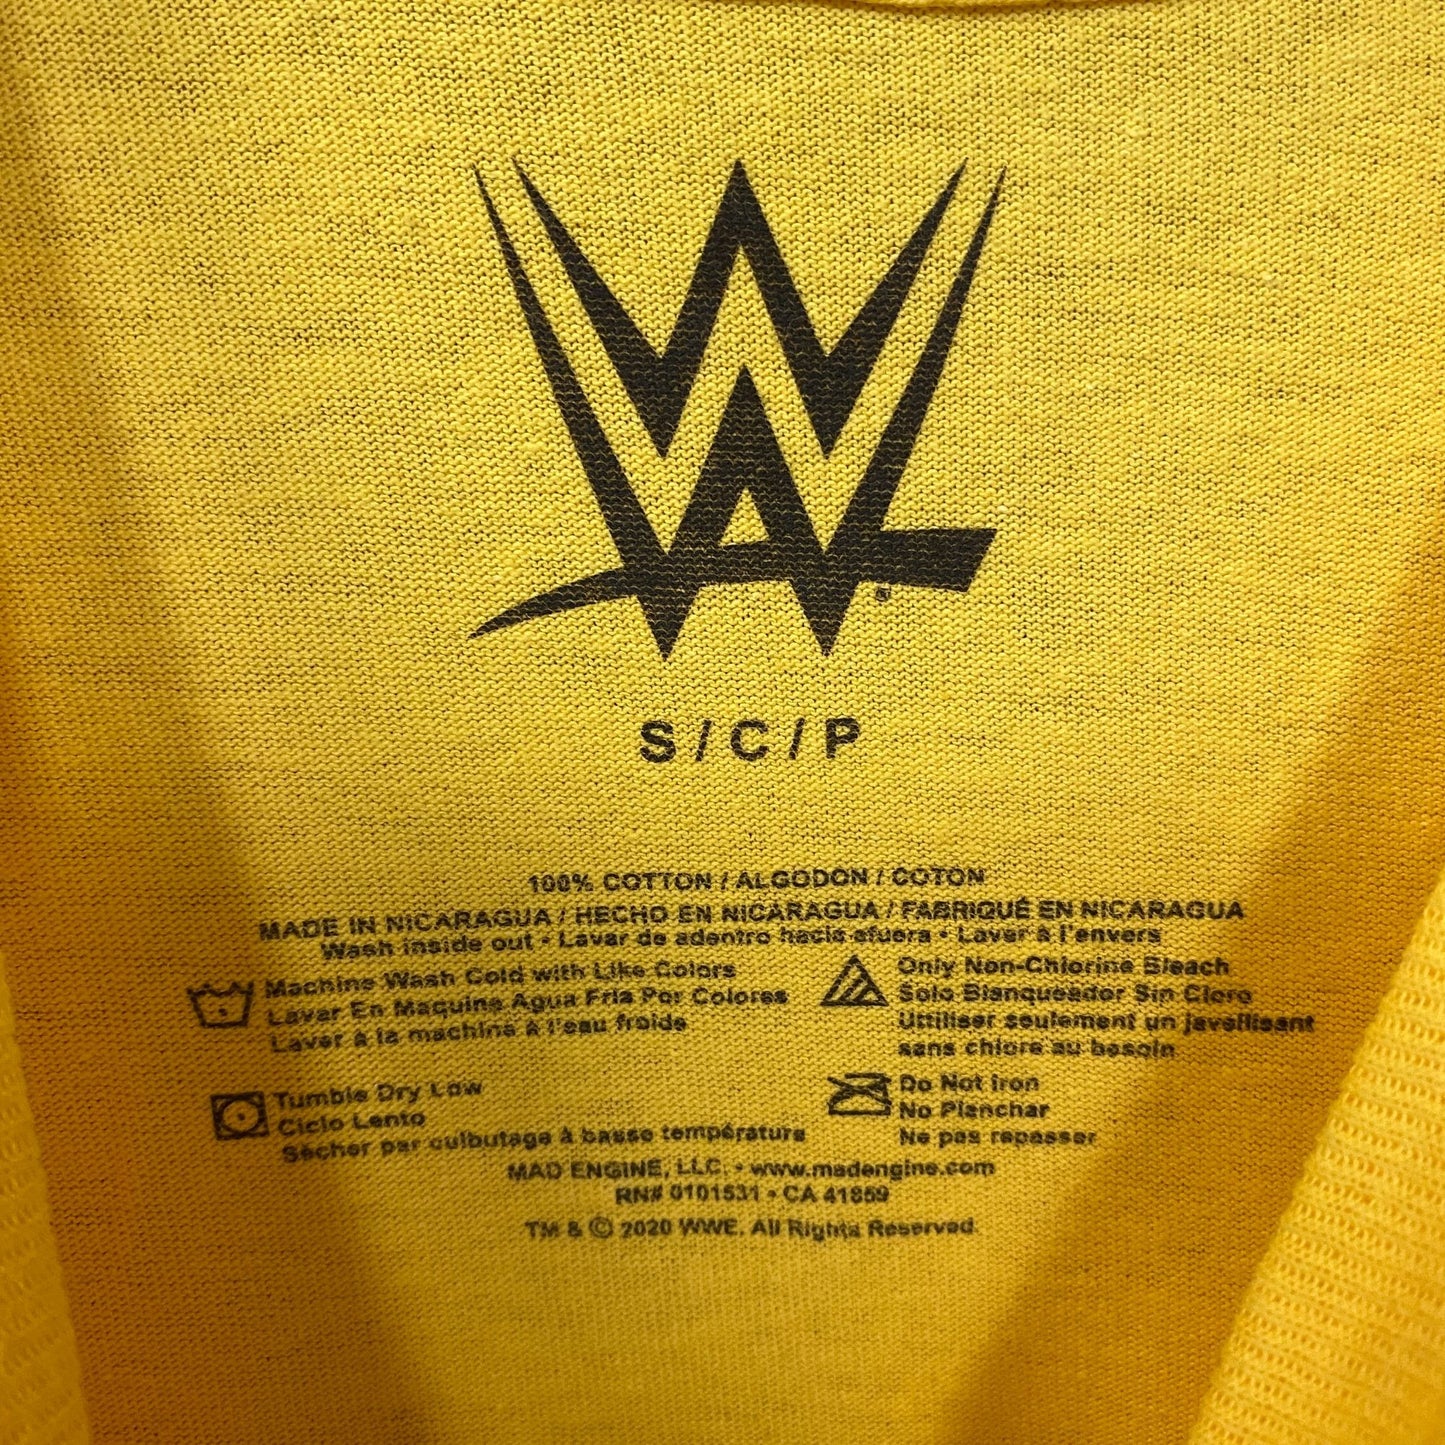 WW
®
S / C / P
100% COTTON / ALGODON / COTON
MADE IN NICARAGUA / HECHO EN NICARAGUA / FABRIQUÉ EN NICARAGUA
Wash inside out • Lavar de adentro hacia afuera • Laver à l'envers
Machine Wash Cold with Like Colors
Lavar En Maquina Agua Fria Por Colores
Laver à la machine à l'eau froide
Only Non-Chlorine Bleach
Solo Blanqueador Sin Cloro
Uttiliser seulement un javellisant
sans chlore au besoin
Tumble Dry Low
Ciclo Lento
Sécher par culbutage à basse température
Do Not Iron
No Planchar
Ne pas repasser
MAD ENGINE, LLC. • www.madengine.com
RN# 0101531 • CA 41859
TM & © 2020 WWE. All Rights Reserved.